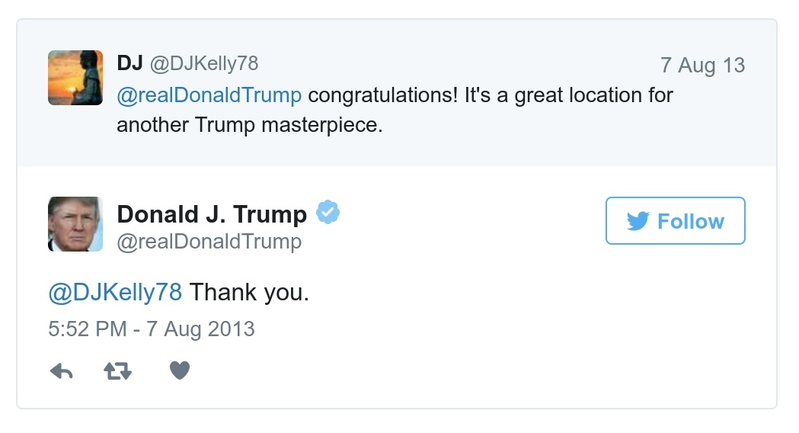 DJ @DJKelly78
7 Aug 13
@realDonaldTrump congratulations! It's a great location for
another Trump masterpiece.
Donald J. Trump
@realDonaldTrump
Follow
@DJKelly78 Thank you.
5:52 PM - 7 Aug 2013